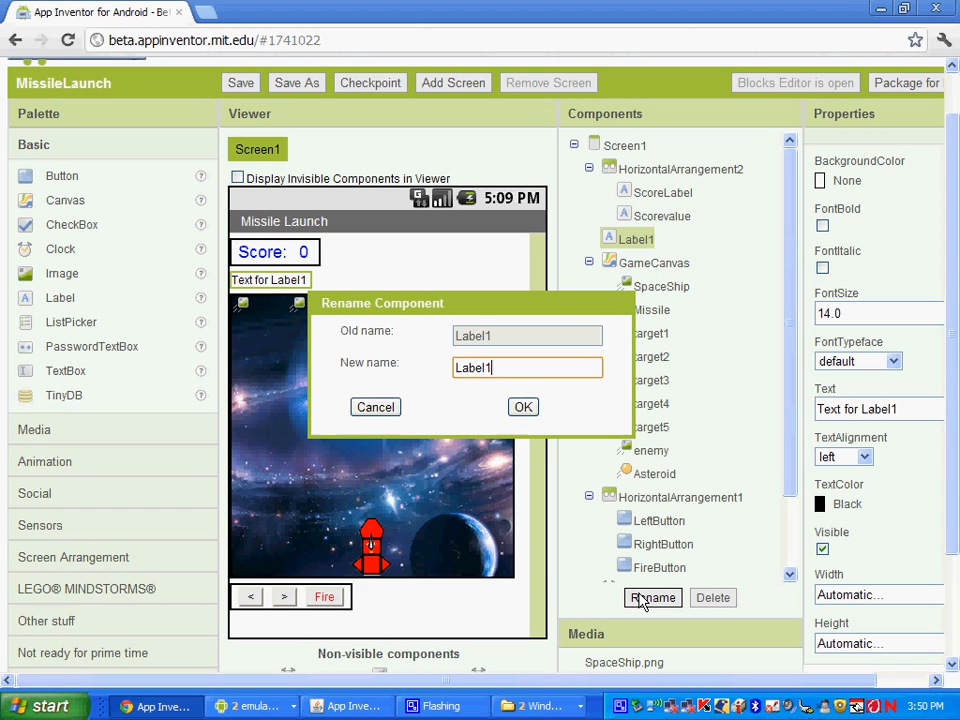 App Inventor for Android - Be
beta.appinventor.mit.edu/#1741022
MissileLaunch
Save
Save As
Checkpoint
Add Screen
Remove Screen
Blocks Editor is open
Package for
Palette
Viewer
Components
Properties
Basic
Button
Canvas
CheckBox
Clock
Image
Label
ListPicker
PasswordTextBox
TextBox
TinyDB
Media
Animation
Social
Sensors
Screen Arrangement
LEGO® MINDSTORMS®
Other stuff
Not ready for prime time
Screen1
Display Invisible Components in Viewer
5:09 PM
Missile Launch
Score: 0
Text for Label1
< > Fire
Non-visible components
Rename Component
Old name: Label1
New name: Label1
Cancel
OK
Screen1
HorizontalArrangement2
ScoreLabel
Scorevalue
Label1
GameCanvas
SpaceShip
Missile
target1
target2
target3
target4
target5
enemy
Asteroid
HorizontalArrangement1
LeftButton
RightButton
FireButton
Rename
Delete
Media
SpaceShip.png
BackgroundColor
None
FontBold
FontItalic
FontSize
14.0
FontTypeface
default
Text
Text for Label1
TextAlignment
left
TextColor
Black
Visible
Width
Automatic...
Height
Automatic...
start
App Inve...
2 emula...
App Inve...
Flashing
2 Wind...
3:50 PM